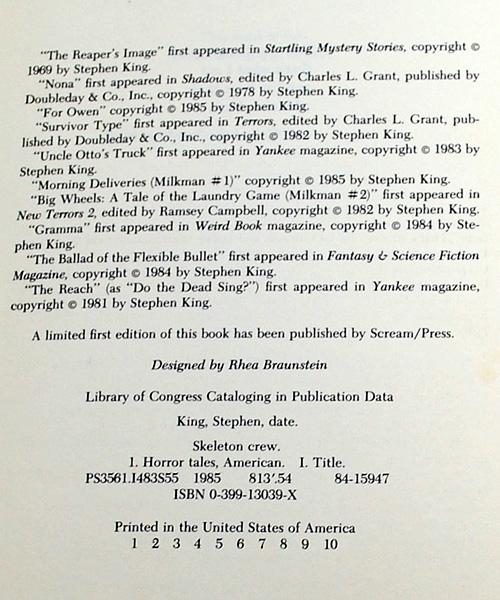 "The Reaper's Image" first appeared in Startling Mystery Stories, copyright ©
1969 by Stephen King.
"Nona" first appeared in Shadows, edited by Charles L. Grant, published by
Doubleday & Co., Inc., copyright © 1978 by Stephen King.
"For Owen" copyright © 1985 by Stephen King.
"Survivor Type" first appeared in Terrors, edited by Charles L. Grant, pub-
lished by Doubleday & Co., Inc., copyright © 1982 by Stephen King.
"Uncle Otto's Truck" first appeared in Yankee magazine, copyright © 1983 by
Stephen King.
"Morning Deliveries (Milkman #1)" copyright © 1985 by Stephen King.
"Big Wheels: A Tale of the Laundry Game (Milkman #2)" first appeared in
New Terrors 2, edited by Ramsey Campbell, copyright © 1982 by Stephen King.
"Gramma" first appeared in Weird Book magazine, copyright © 1984 by Ste-
phen King.
"The Ballad of the Flexible Bullet" first appeared in Fantasy & Science Fiction
Magazine, copyright © 1984 by Stephen King.
"The Reach" (as "Do the Dead Sing?") first appeared in Yankee magazine,
copyright © 1981 by Stephen King.
A limited first edition of this book has been published by Scream/Press.
Designed by Rhea Braunstein
Library of Congress Cataloging in Publication Data
King, Stephen, date.
Skeleton crew.
1. Horror tales, American. I. Title.
PS3561.I483S55 1985 813'.54 84-15947
ISBN 0-399-13039-X
Printed in the United States of America
1 2 3 4 5 6 7 8 9 10